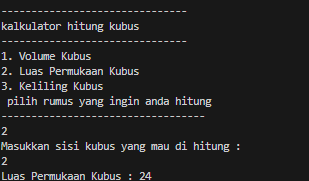 -------------------------------
kalkulator hitung kubus
-------------------------------
1. Volume Kubus
2. Luas Permukaan Kubus
3. Keliling Kubus
 pilih rumus yang ingin anda hitung
----------------------------------
2
Masukkan sisi kubus yang mau di hitung :
2
Luas Permukaan Kubus : 24